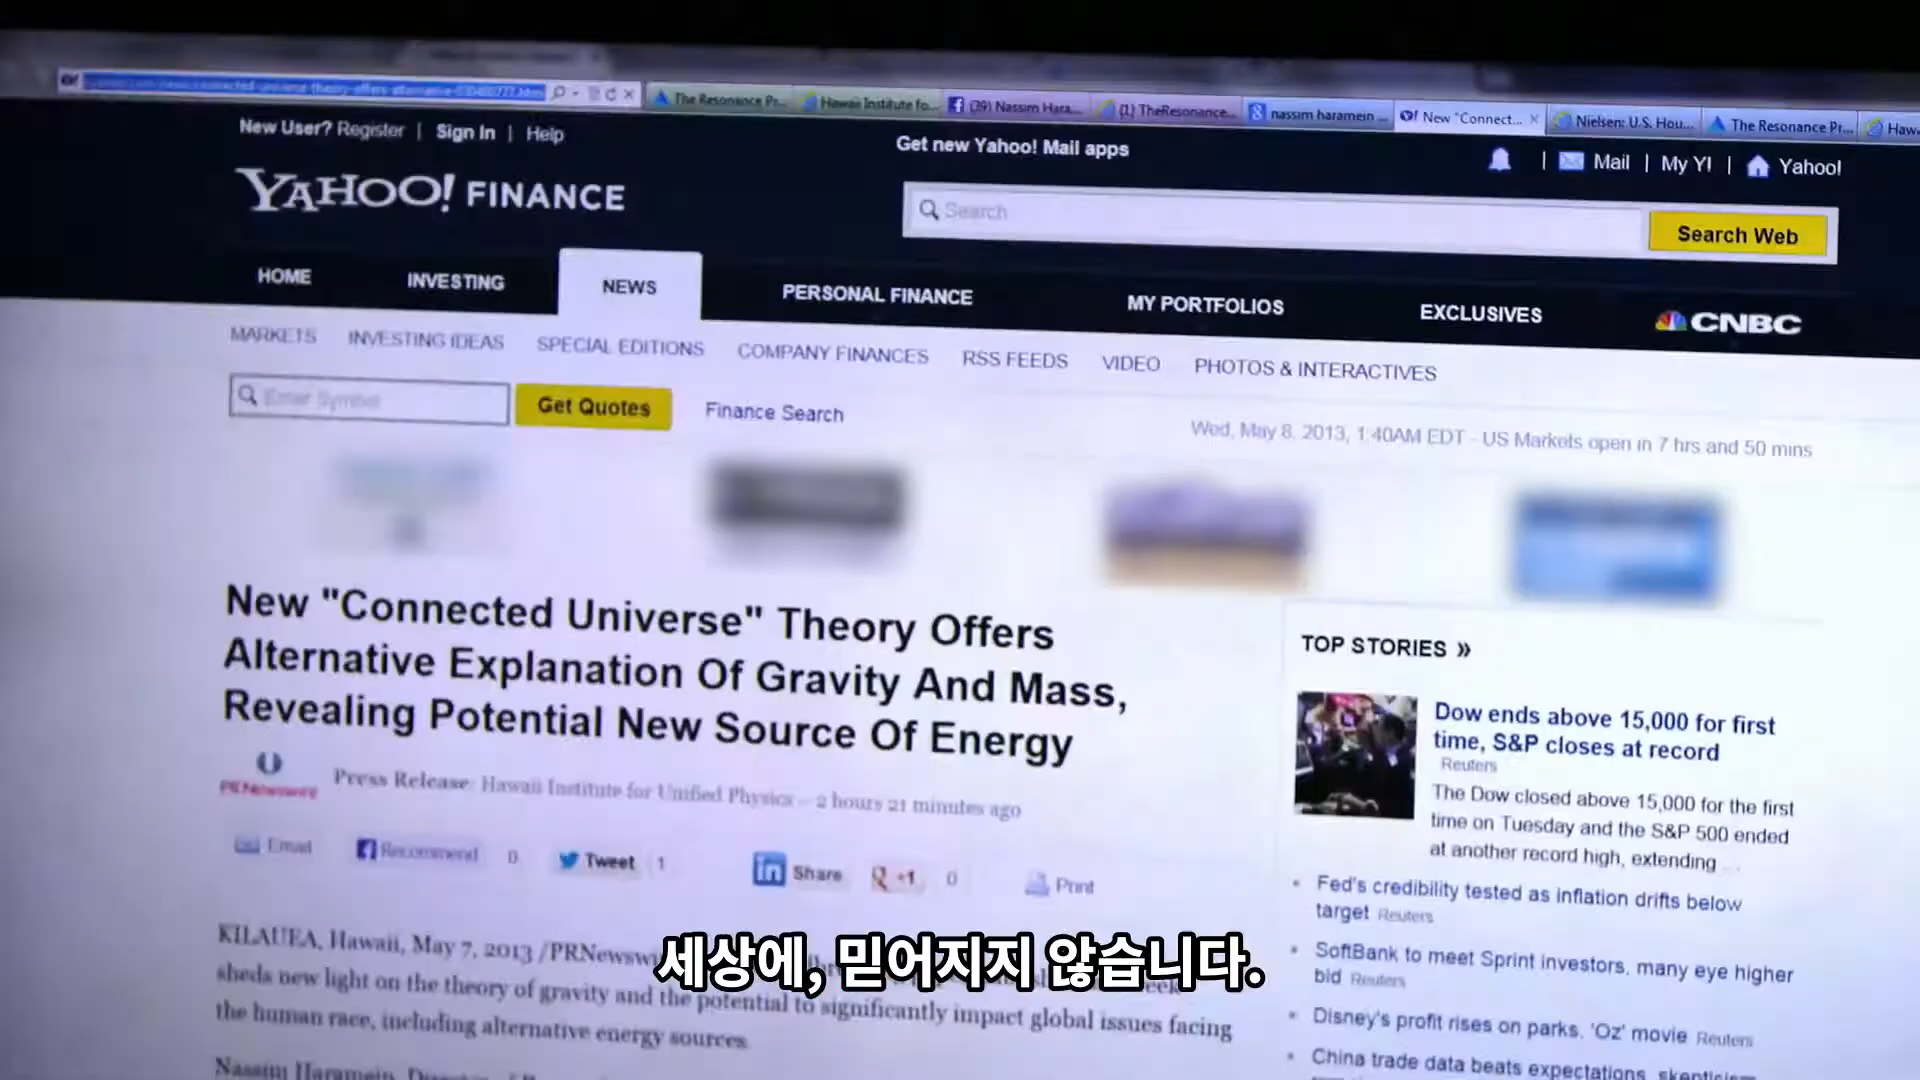 The Resonance Pr...
Hawaii Institute fo...
(39) Nassim Hara...
(1) TheResonance...
nassim haramein ...
New "Connect...
Nielsen: U.S. Hou...
The Resonance Pr...
New User? Register | Sign In | Help
Get new Yahoo! Mail apps
Mail | My Y! | Yahoo!
YAHOO! FINANCE
Search
Search Web
HOME
INVESTING
NEWS
PERSONAL FINANCE
MY PORTFOLIOS
EXCLUSIVES
CNBC
MARKETS
INVESTING IDEAS
SPECIAL EDITIONS
COMPANY FINANCES
RSS FEEDS
VIDEO
PHOTOS & INTERACTIVES
Enter Symbol
Get Quotes
Finance Search
Wed, May 8, 2013, 1:40AM EDT - US Markets open in 7 hrs and 50 mins
New "Connected Universe" Theory Offers
Alternative Explanation Of Gravity And Mass,
Revealing Potential New Source Of Energy
PRNewswire
Press Release: Hawaii Institute for Unified Physics – 2 hours 21 minutes ago
Email
Recommend 0
Tweet 1
Share
+1 0
Print
KILAUEA, Hawaii, May 7, 2013 /PRNewswi
sheds new light on the theory of gravity and the potential to significantly impact global issues facing
the human race, including alternative energy sources.
Nassim Haramein, Director of
TOP STORIES »
Dow ends above 15,000 for first
time, S&P closes at record
Reuters
The Dow closed above 15,000 for the first
time on Tuesday and the S&P 500 ended
at another record high, extending ...
• Fed's credibility tested as inflation drifts below
target Reuters
• SoftBank to meet Sprint investors, many eye higher
bid Reuters
• Disney's profit rises on parks, 'Oz' movie Reuters
• China trade data beats expectations, skepticism
세상에, 믿어지지 않습니다.